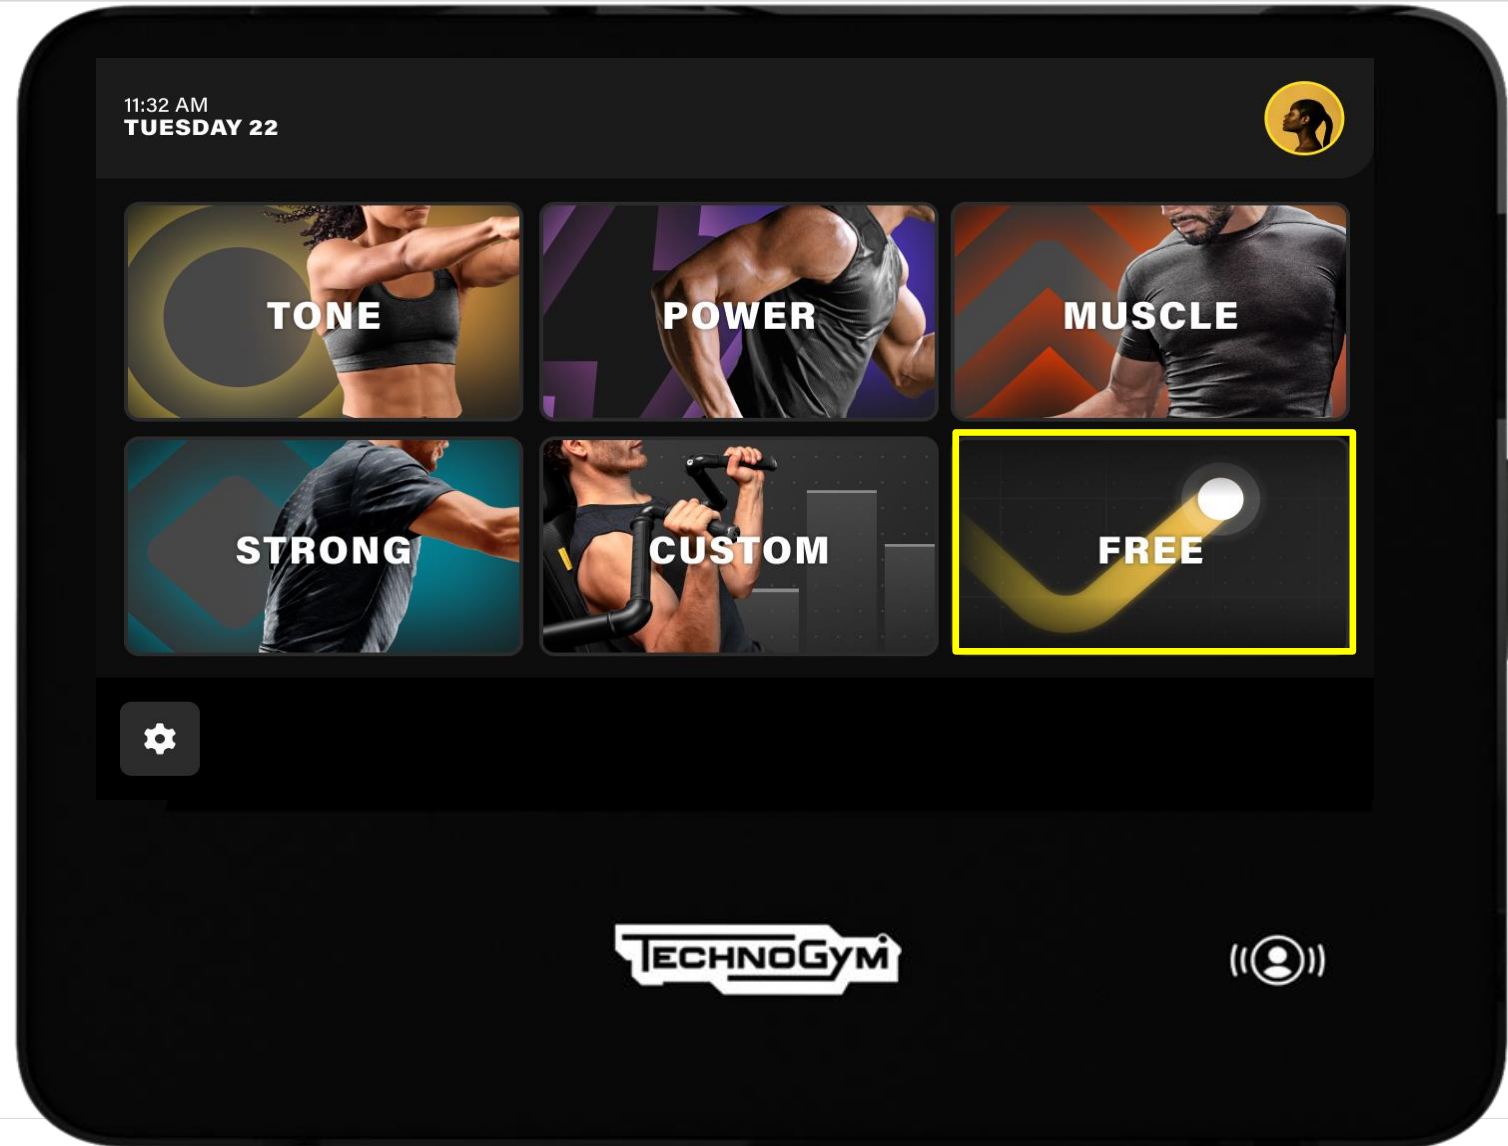 11:32 AM
TUESDAY 22
TONE
POWER
MUSCLE
STRONG
CUSTOM
FREE
TECHNOGYM